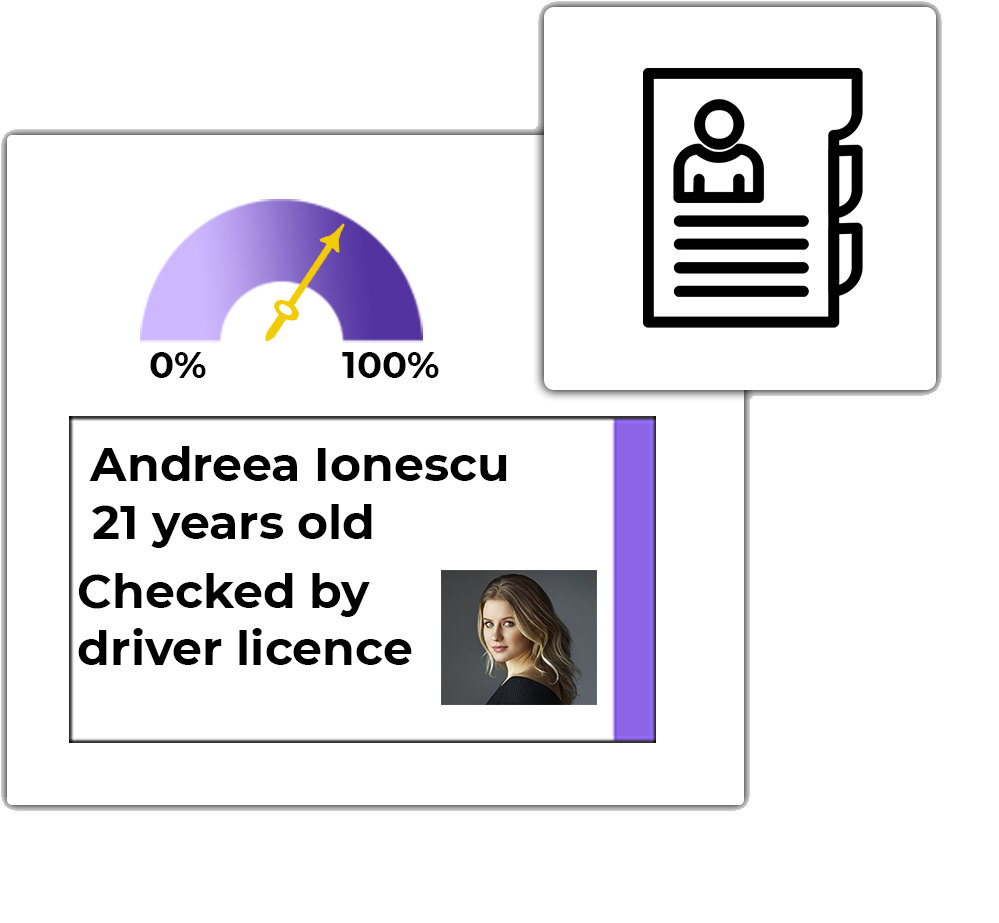 0% 100%
Andreea Ionescu
21 years old
Checked by
driver licence